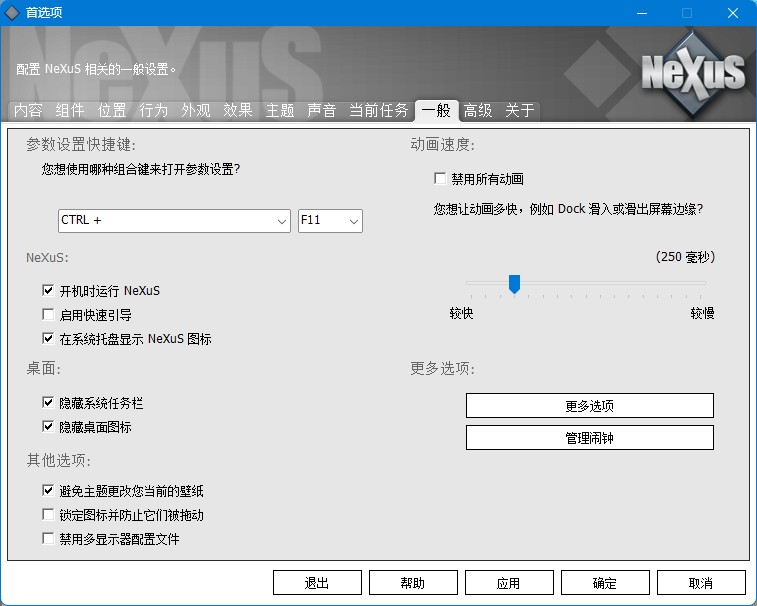 首选项
配置 NeXuS 相关的一般设置。
NeXuS
NeXuS
内容 组件 位置 行为 外观 效果 主题 声音 当前任务 一般 高级 关于
参数设置快捷键:
您想使用哪种组合键来打开参数设置?
CTRL +
F11
NeXuS:
开机时运行 NeXuS
启用快速引导
在系统托盘显示 NeXuS 图标
桌面:
隐藏系统任务栏
隐藏桌面图标
其他选项:
避免主题更改您当前的壁纸
锁定图标并防止它们被拖动
禁用多显示器配置文件
动画速度:
禁用所有动画
您想让动画多快，例如 Dock 滑入或滑出屏幕边缘?
(250 毫秒)
较快
较慢
更多选项:
更多选项
管理闹钟
退出
帮助
应用
确定
取消